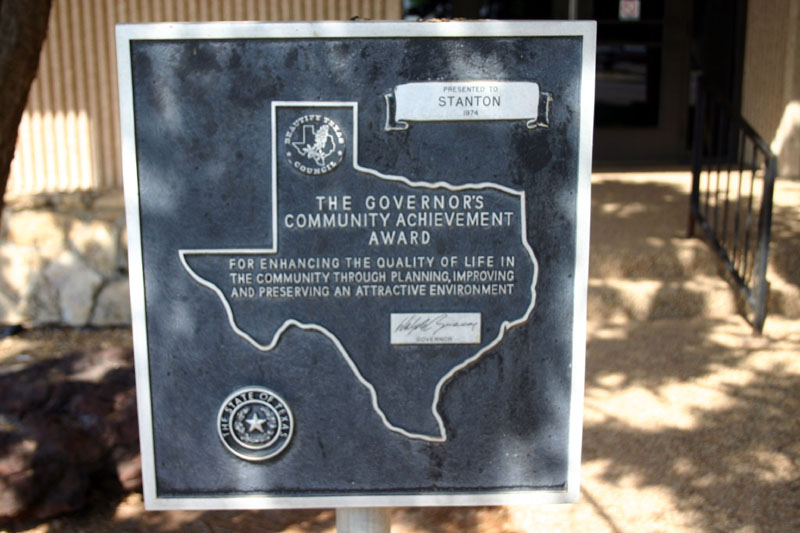 PRESENTED TO
STANTON
1974
BEAUTIFY TEXAS
COUNCIL
THE GOVERNOR'S
COMMUNITY ACHIEVEMENT
AWARD
FOR ENHANCING THE QUALITY OF LIFE IN
THE COMMUNITY THROUGH PLANNING, IMPROVING
AND PRESERVING AN ATTRACTIVE ENVIRONMENT
GOVERNOR
THE STATE OF TEXAS